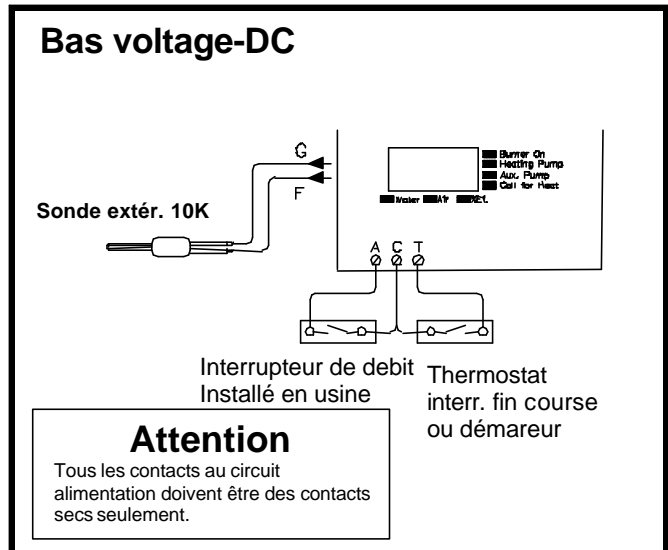 Bas voltage-DC
G
F
Sonde extér. 10K
Burner On
Heating Pump
Aux. Pump
Call for Heat
Water Air
A C T
Interrupteur de debit
Installé en usine
Thermostat
interr. fin course
ou démareur
Attention
Tous les contacts au circuit
alimentation doivent être des contacts
secs seulement.